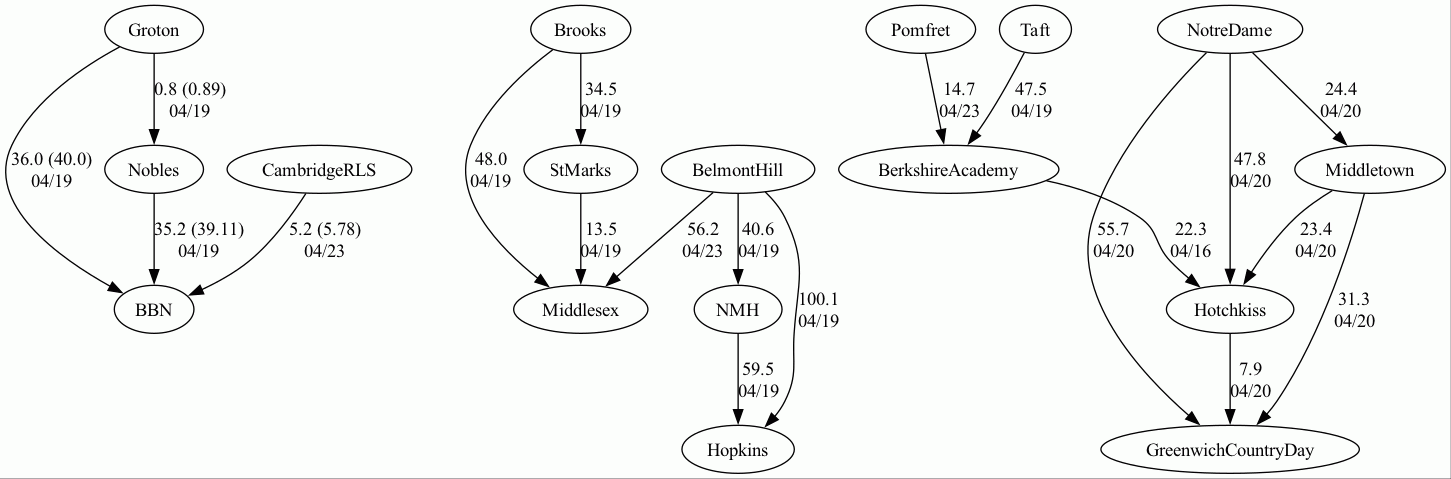 Groton
Brooks
Pomfret
Taft
NotreDame
0.8 (0.89)
04/19
34.5
04/19
14.7
04/23
47.5
04/19
24.4
04/20
36.0 (40.0)
04/19
Nobles
CambridgeRLS
48.0
04/19
StMarks
BelmontHill
BerkshireAcademy
47.8
04/20
Middletown
35.2 (39.11)
04/19
5.2 (5.78)
04/23
13.5
04/19
56.2
04/23
40.6
04/19
55.7
04/20
22.3
04/16
23.4
04/20
BBN
Middlesex
NMH
100.1
04/19
Hotchkiss
31.3
04/20
59.5
04/19
7.9
04/20
Hopkins
GreenwichCountryDay